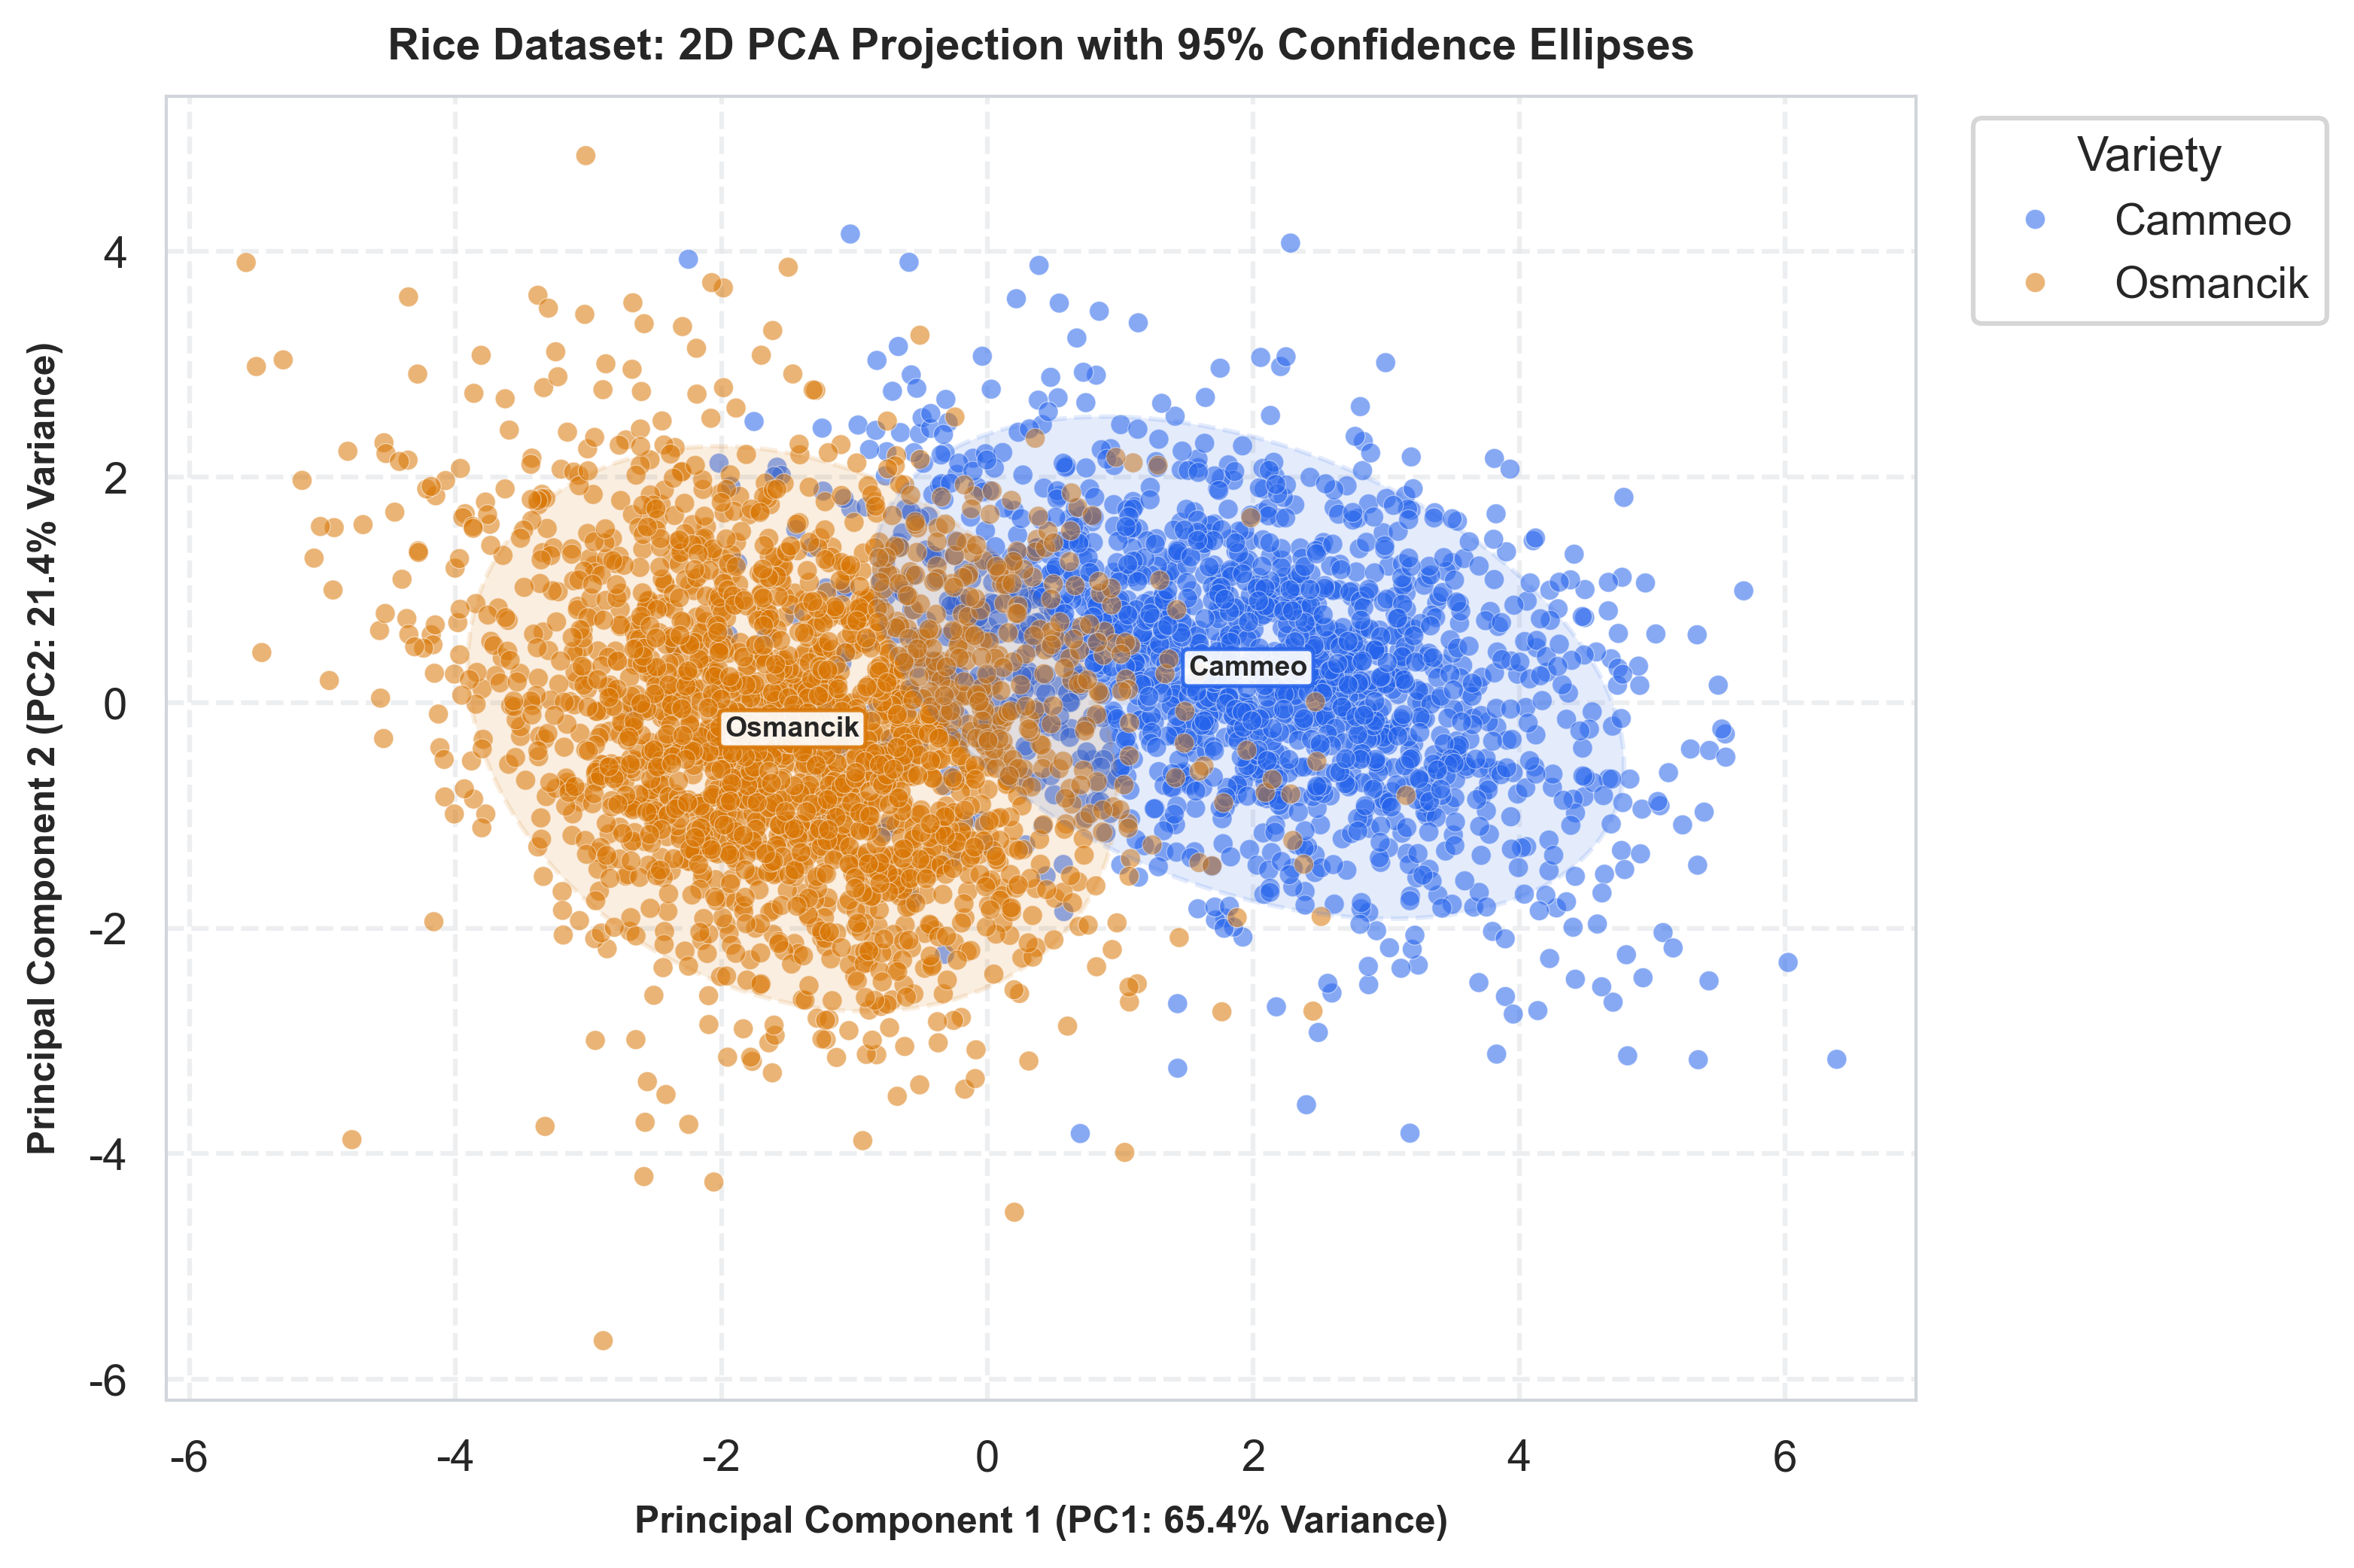 Rice Dataset: 2D PCA Projection with 95% Confidence Ellipses
Variety
Cammeo
Osmancik
Principal Component 2 (PC2: 21.4% Variance)
4
2
0
-2
-4
-6
Cammeo
Osmancik
-6 -4 -2 0 2 4 6
Principal Component 1 (PC1: 65.4% Variance)